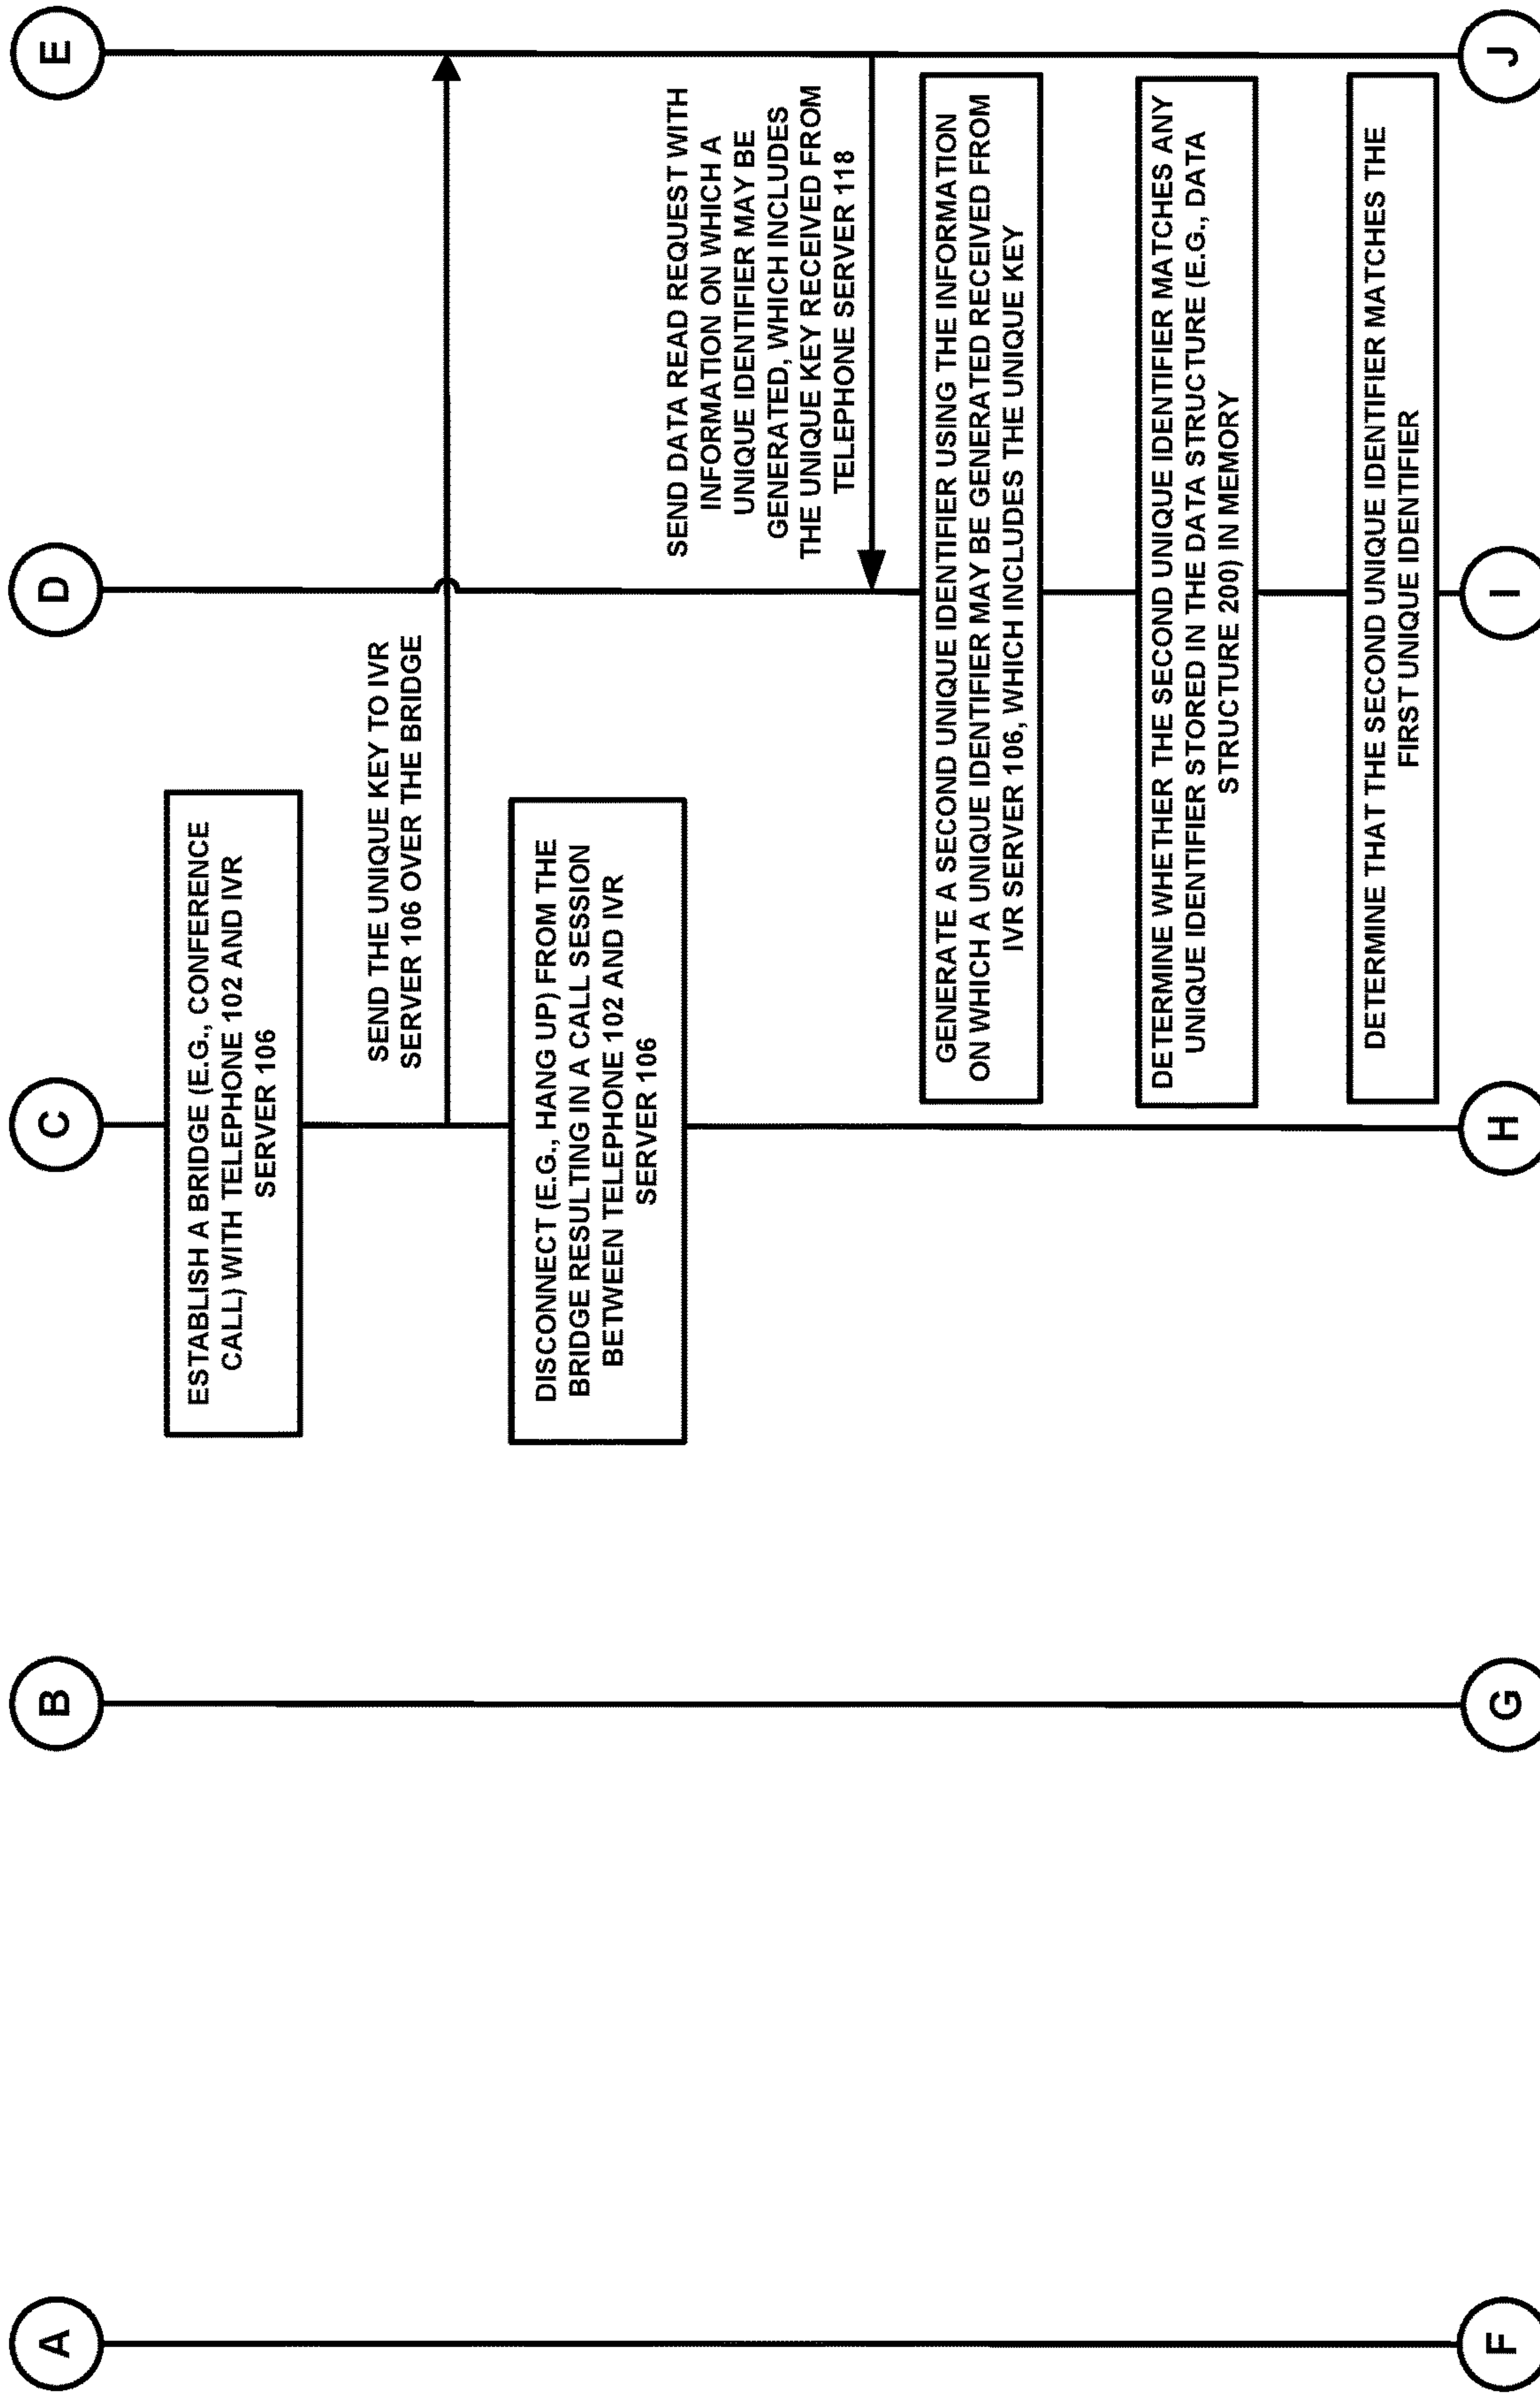 A
B
C
D
E
ESTABLISH A BRIDGE (E.G., CONFERENCE
CALL) WITH TELEPHONE 102 AND IVR
SERVER 106
SEND THE UNIQUE KEY TO IVR
SERVER 106 OVER THE BRIDGE
DISCONNECT (E.G., HANG UP) FROM THE
BRIDGE RESULTING IN A CALL SESSION
BETWEEN TELEPHONE 102 AND IVR
SERVER 106
SEND DATA READ REQUEST WITH
INFORMATION ON WHICH A
UNIQUE IDENTIFIER MAY BE
GENERATED, WHICH INCLUDES
THE UNIQUE KEY RECEIVED FROM
TELEPHONE SERVER 118
GENERATE A SECOND UNIQUE IDENTIFIER USING THE INFORMATION
ON WHICH A UNIQUE IDENTIFIER MAY BE GENERATED RECEIVED FROM
IVR SERVER 106, WHICH INCLUDES THE UNIQUE KEY
DETERMINE WHETHER THE SECOND UNIQUE IDENTIFIER MATCHES ANY
UNIQUE IDENTIFIER STORED IN THE DATA STRUCTURE (E.G., DATA
STRUCTURE 200) IN MEMORY
DETERMINE THAT THE SECOND UNIQUE IDENTIFIER MATCHES THE
FIRST UNIQUE IDENTIFIER
F
G
H
I
J